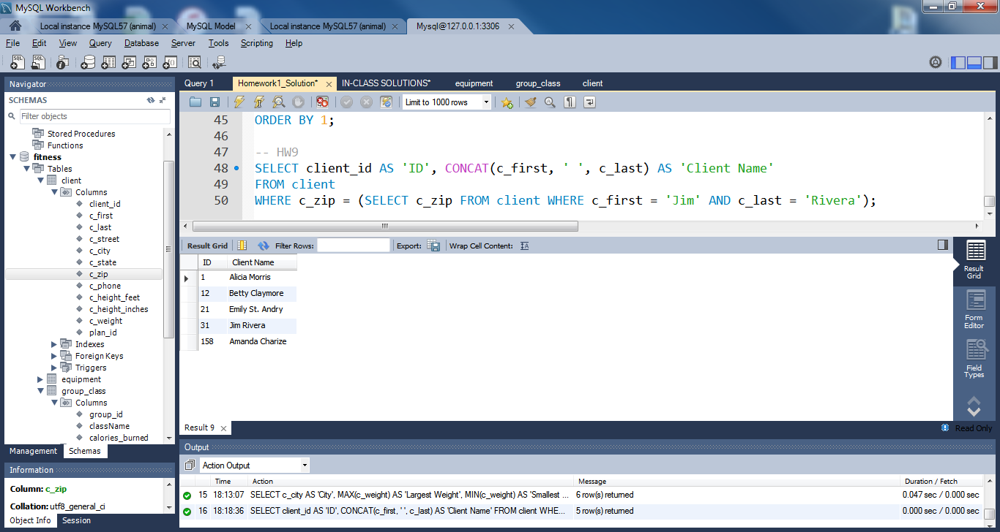 MySQL Workbench
Local instance MySQL57 (animal) MySQL Model Local instance MySQL57 (animal) Mysql@127.0.0.1:3306
File Edit View Query Database Server Tools Scripting Help
Navigator
SCHEMAS
Filter objects
Stored Procedures
Functions
fitness
Tables
client
Columns
client_id
c_first
c_last
c_street
c_city
c_state
c_zip
c_phone
c_height_feet
c_height_inches
c_weight
plan_id
Indexes
Foreign Keys
Triggers
equipment
group_class
Columns
group_id
className
calories_burned
Management Schemas
Information
Column: c_zip
Collation: utf8_general_ci
Object Info Session
Query 1 Homework1_Solution* IN-CLASS SOLUTIONS* equipment group_class client
Limit to 1000 rows
45 ORDER BY 1;
46
47 -- HW9
48 SELECT client_id AS 'ID', CONCAT(c_first, ' ', c_last) AS 'Client Name'
49 FROM client
50 WHERE c_zip = (SELECT c_zip FROM client WHERE c_first = 'Jim' AND c_last = 'Rivera');
Result Grid Filter Rows: Export: Wrap Cell Content:
ID Client Name
1 Alicia Morris
12 Betty Claymore
21 Emily St. Andry
31 Jim Rivera
158 Amanda Charize
Result Grid
Form Editor
Field Types
Result 9
Read Only
Output
Action Output
Time Action Message Duration / Fetch
15 18:13:07 SELECT c_city AS 'City', MAX(c_weight) AS 'Largest Weight', MIN(c_weight) AS 'Smallest ... 6 row(s) returned 0.047 sec / 0.000 sec
16 18:18:36 SELECT client_id AS 'ID', CONCAT(c_first, ' ', c_last) AS 'Client Name' FROM client WHE... 5 row(s) returned 0.000 sec / 0.000 sec